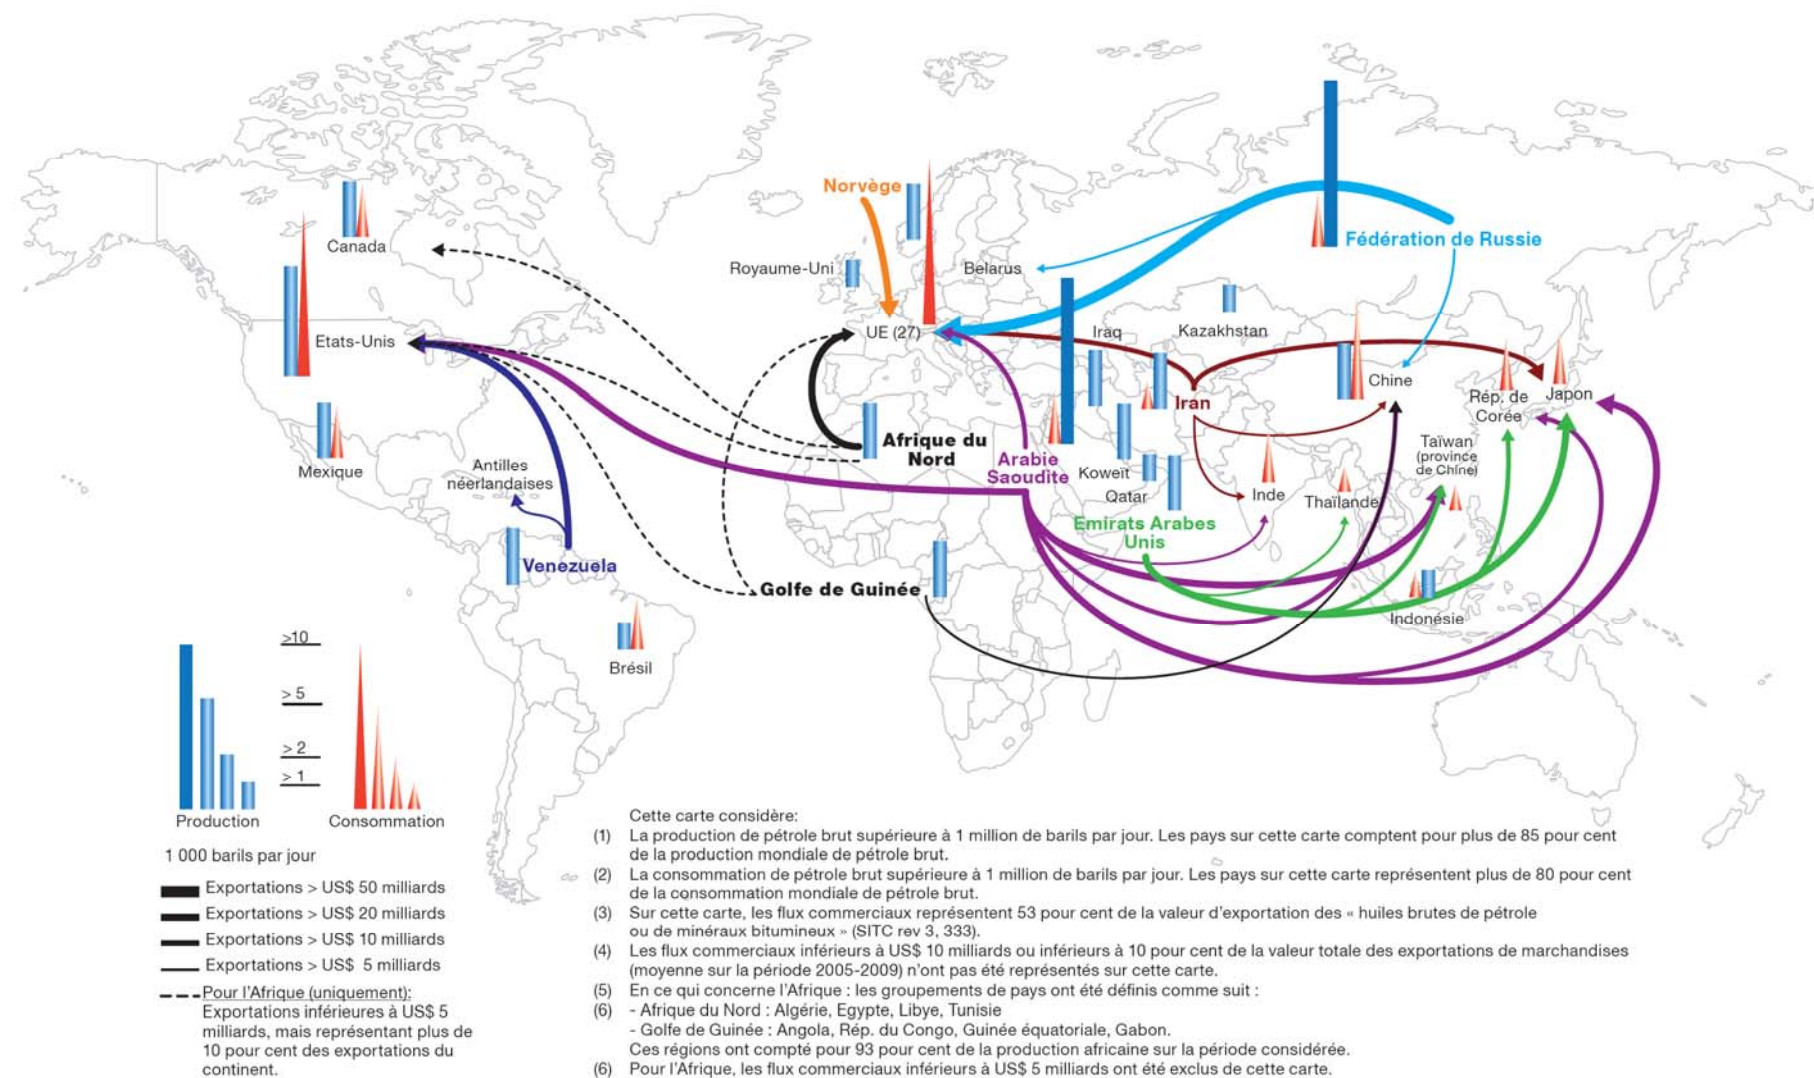 Norvège
Canada
Royaume-Uni
Belarus
Fédération de Russie
Etats-Unis
UE (27)
Iraq
Kazakhstan
Iran
Chine
Rép. de
Corée
Japon
Mexique
Antilles
néerlandaises
Afrique du
Nord
Arabie
Saoudite
Koweït
Qatar
Inde
Thaïlande
Taïwan
(province
de Chine)
Emirats Arabes
Unis
Venezuela
Golfe de Guinée
Indonésie
Brésil
>10
> 5
> 2
> 1
Production
Consommation
1 000 barils par jour
Exportations > US$ 50 milliards
Exportations > US$ 20 milliards
Exportations > US$ 10 milliards
Exportations > US$ 5 milliards
Pour l'Afrique (uniquement):
Exportations inférieures à US$ 5
milliards, mais représentant plus de
10 pour cent des exportations du
continent.
Cette carte considère:
(1) La production de pétrole brut supérieure à 1 million de barils par jour. Les pays sur cette carte comptent pour plus de 85 pour cent
de la production mondiale de pétrole brut.
(2) La consommation de pétrole brut supérieure à 1 million de barils par jour. Les pays sur cette carte représentent plus de 80 pour cent
de la consommation mondiale de pétrole brut.
(3) Sur cette carte, les flux commerciaux représentent 53 pour cent de la valeur d'exportation des « huiles brutes de pétrole
ou de minéraux bitumineux » (SITC rev 3, 333).
(4) Les flux commerciaux inférieurs à US$ 10 milliards ou inférieurs à 10 pour cent de la valeur totale des exportations de marchandises
(moyenne sur la période 2005-2009) n'ont pas été représentés sur cette carte.
(5) En ce qui concerne l'Afrique : les groupements de pays ont été définis comme suit :
(6) - Afrique du Nord : Algérie, Egypte, Libye, Tunisie
- Golfe de Guinée : Angola, Rép. du Congo, Guinée équatoriale, Gabon.
Ces régions ont compté pour 93 pour cent de la production africaine sur la période considérée.
(6) Pour l'Afrique, les flux commerciaux inférieurs à US$ 5 milliards ont été exclus de cette carte.